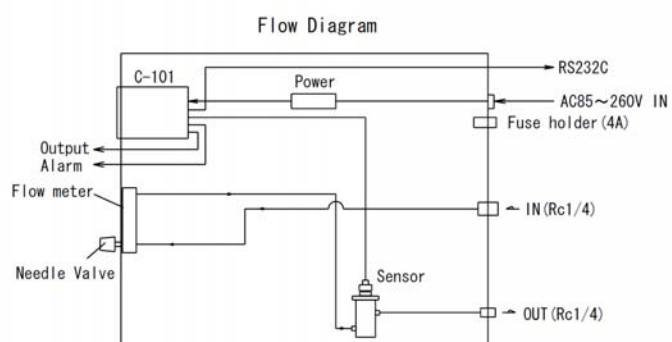 Flow Diagram
C-101
RS232C
Power
AC85～260V IN
Fuse holder(4A)
Output
Alarm
Flow meter
IN(Rc1/4)
Needle Valve
Sensor
OUT(Rc1/4)